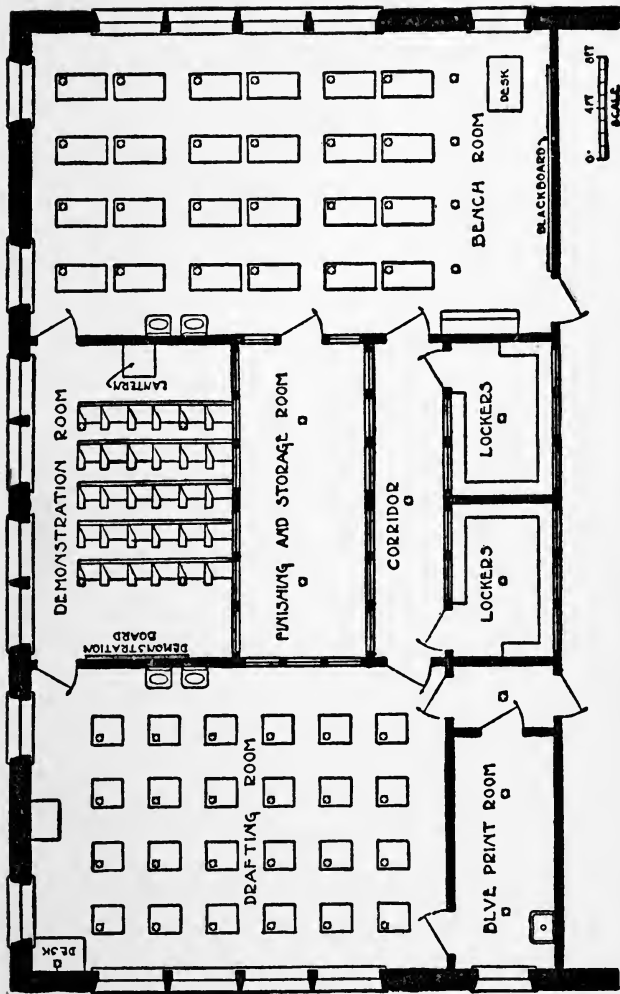 DEMONSTRATION ROOM
LANTERN
DEMONSTRATION
BOARD
FINISHING AND STORAGE ROOM
CORRIDOR
LOCKERS
LOCKERS
BENCH ROOM
DESK
BLACKBOARD
0' 4FT 8FT
SCALE
DRAFTING ROOM
DESK
BLVE PRINT ROOM